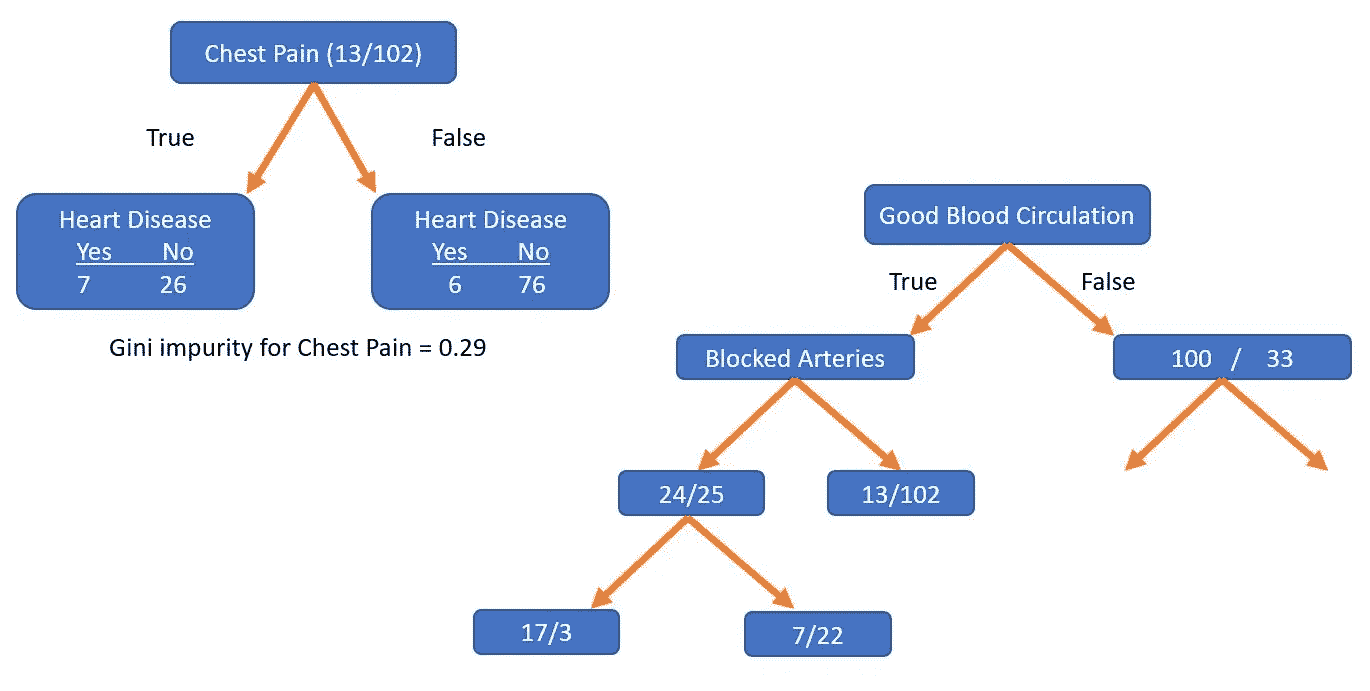 Chest Pain (13/102)
True
False
Heart Disease
Yes No
7 26
Heart Disease
Yes No
6 76
Gini impurity for Chest Pain = 0.29
Good Blood Circulation
True
False
Blocked Arteries
100 / 33
24/25
13/102
17/3
7/22